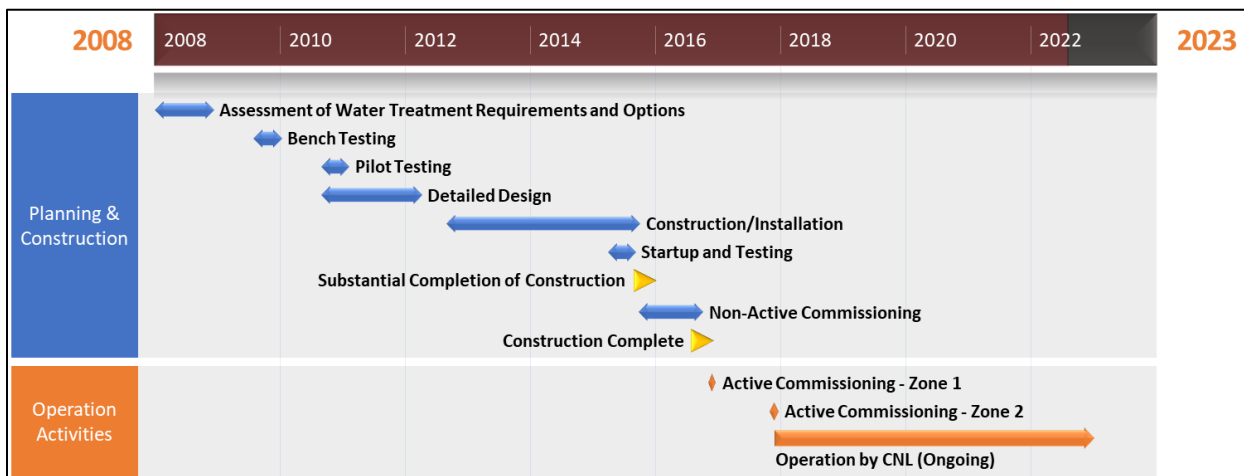 2008 2008 2010 2012 2014 2016 2018 2020 2022 2023
Assessment of Water Treatment Requirements and Options
Bench Testing
Pilot Testing
Detailed Design
Planning &
Construction
Construction/Installation
Startup and Testing
Substantial Completion of Construction
Non-Active Commissioning
Construction Complete
Active Commissioning - Zone 1
Operation
Activities
Active Commissioning - Zone 2
Operation by CNL (Ongoing)